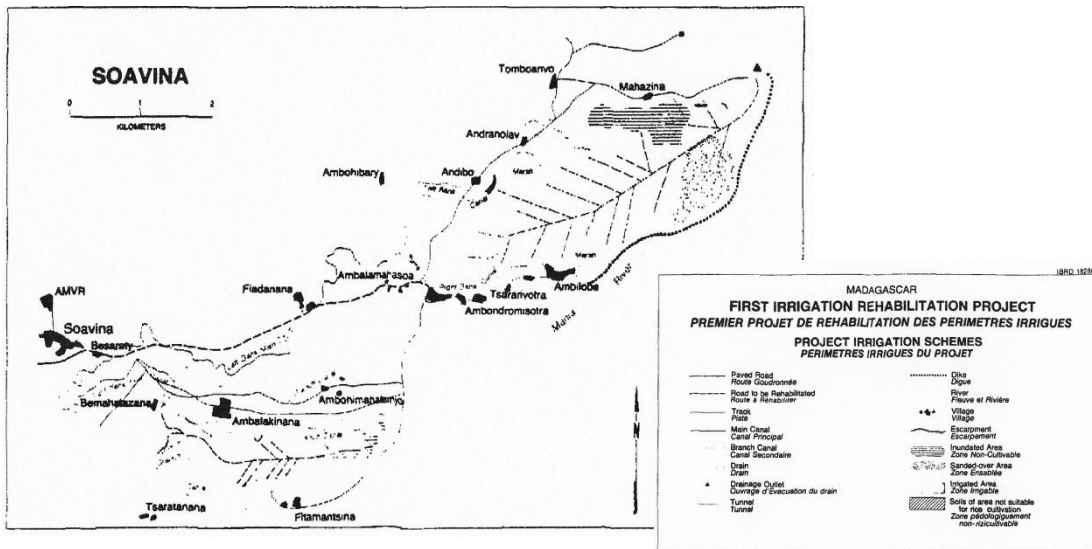 SOAVINA
0 1 2
KILOMETERS
Tomboarivo
Mahazina
Andranolav
Andibo
Ambohibary
Marsh
Canal
Marsh
Ambalamahasoa
Fiadanana
Tsararivotra
Ambondromisotra
Ambilobe
River
Mania
AMVR
Soavina
Besarety
Bemahatazana
Ambalakinana
Ambohimahatsinjo
Tsaratanana
Fitamantsina
N
MADAGASCAR
FIRST IRRIGATION REHABILITATION PROJECT
PREMIER PROJET DE REHABILITATION DES PERIMETRES IRRIGUES
PROJECT IRRIGATION SCHEMES
PERIMETRES IRRIGUES DU PROJET
Paved Road
Route Goudronnée
Road to be Rehabilitated
Route à Réhabiliter
Track
Piste
Main Canal
Canal Principal
Branch Canal
Canal Secondaire
Drain
Drain
Drainage Outlet
Ouvrage d'Evacuation du drain
Tunnel
Tunnel
Dike
Digue
River
Fleuve et Rivière
Village
Village
Escarpment
Escarpement
Inundated Area
Zone Non-Cultivable
Sanded-over Area
Zone Ensablée
Irrigated Area
Zone Irrigable
Soils of area not suitable
for rice cultivation
Zone pédologiquement
non-rizicultivable